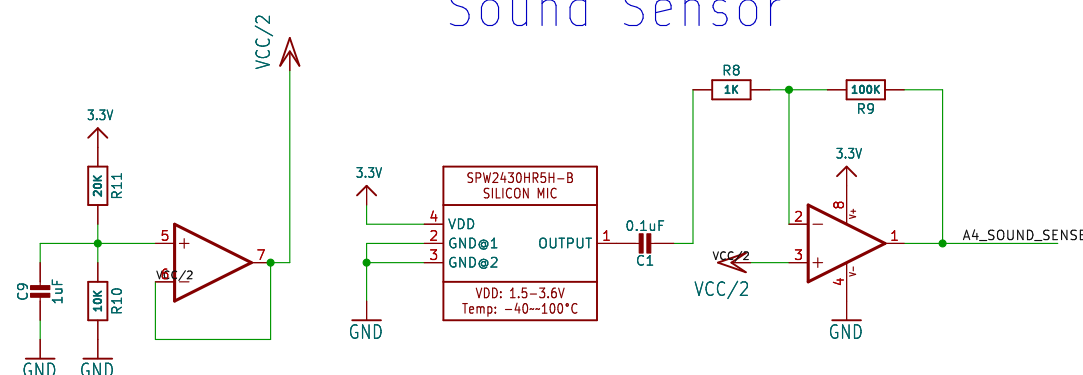 Sound Sensor
VCC/2
3.3V
20K
R11
5
+
6
-
VCC/2
7
C9
1uF
10K
R10
GND
GND
3.3V
SPW2430HR5H-B
SILICON MIC
4
VDD
2
GND@1
3
GND@2
OUTPUT
1
VDD: 1.5-3.6V
Temp: -40~~100°C
GND
0.1uF
C1
R8
1K
100K
R9
3.3V
8
V+
2
-
3
+
1
VCC/2
VCC/2
4
V-
GND
A4_SOUND_SENSE